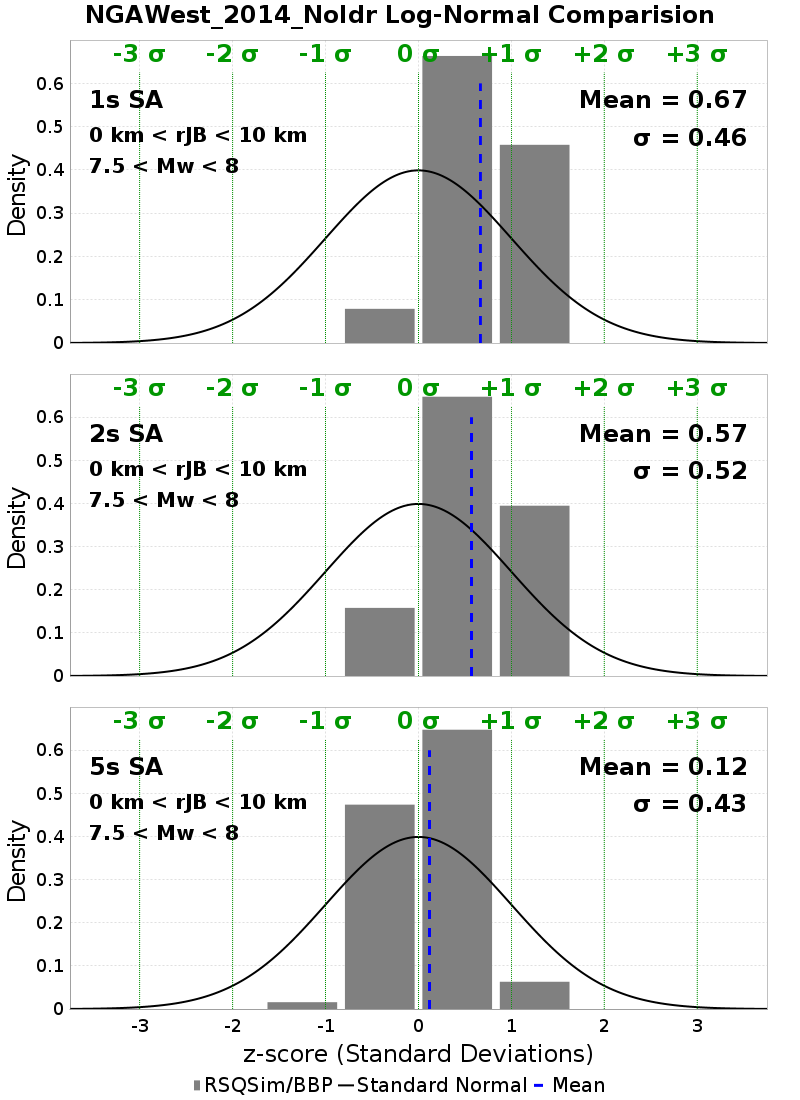 NGAWest_2014_NoIdr Log-Normal Comparision
-3 σ -2 σ -1 σ 0 σ +1 σ +2 σ +3 σ
1s SA
Mean = 0.67
0 km < rJB < 10 km
σ = 0.46
7.5 < Mw < 8
Density
0.6
0.5
0.4
0.3
0.2
0.1
0
-3 σ -2 σ -1 σ 0 σ +1 σ +2 σ +3 σ
2s SA
Mean = 0.57
0 km < rJB < 10 km
σ = 0.52
7.5 < Mw < 8
Density
0.6
0.5
0.4
0.3
0.2
0.1
0
-3 σ -2 σ -1 σ 0 σ +1 σ +2 σ +3 σ
5s SA
Mean = 0.12
0 km < rJB < 10 km
σ = 0.43
7.5 < Mw < 8
Density
0.6
0.5
0.4
0.3
0.2
0.1
0
-3 -2 -1 0 1 2 3
z-score (Standard Deviations)
RSQSim/BBP Standard Normal Mean